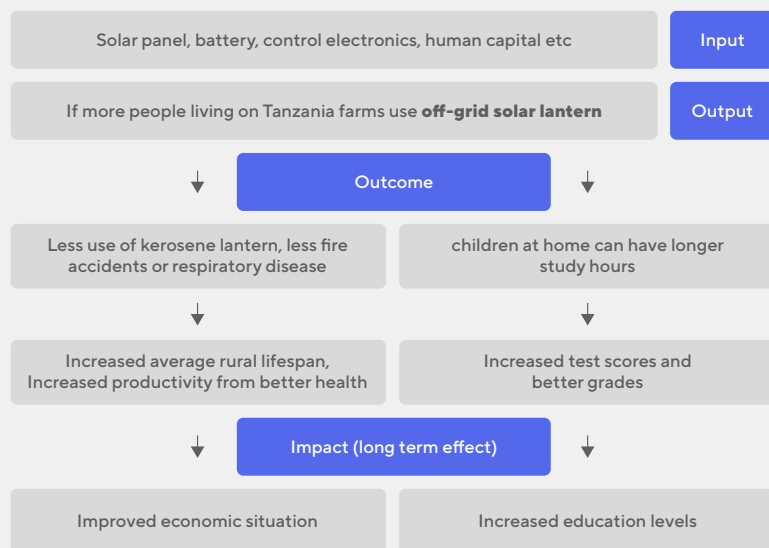 Solar panel, battery, control electronics, human capital etc
Input
If more people living on Tanzania farms use off-grid solar lantern
Output
Outcome
Less use of kerosene lantern, less fire
accidents or respiratory disease
children at home can have longer
study hours
Increased average rural lifespan,
Increased productivity from better health
Increased test scores and
better grades
Impact (long term effect)
Improved economic situation
Increased education levels